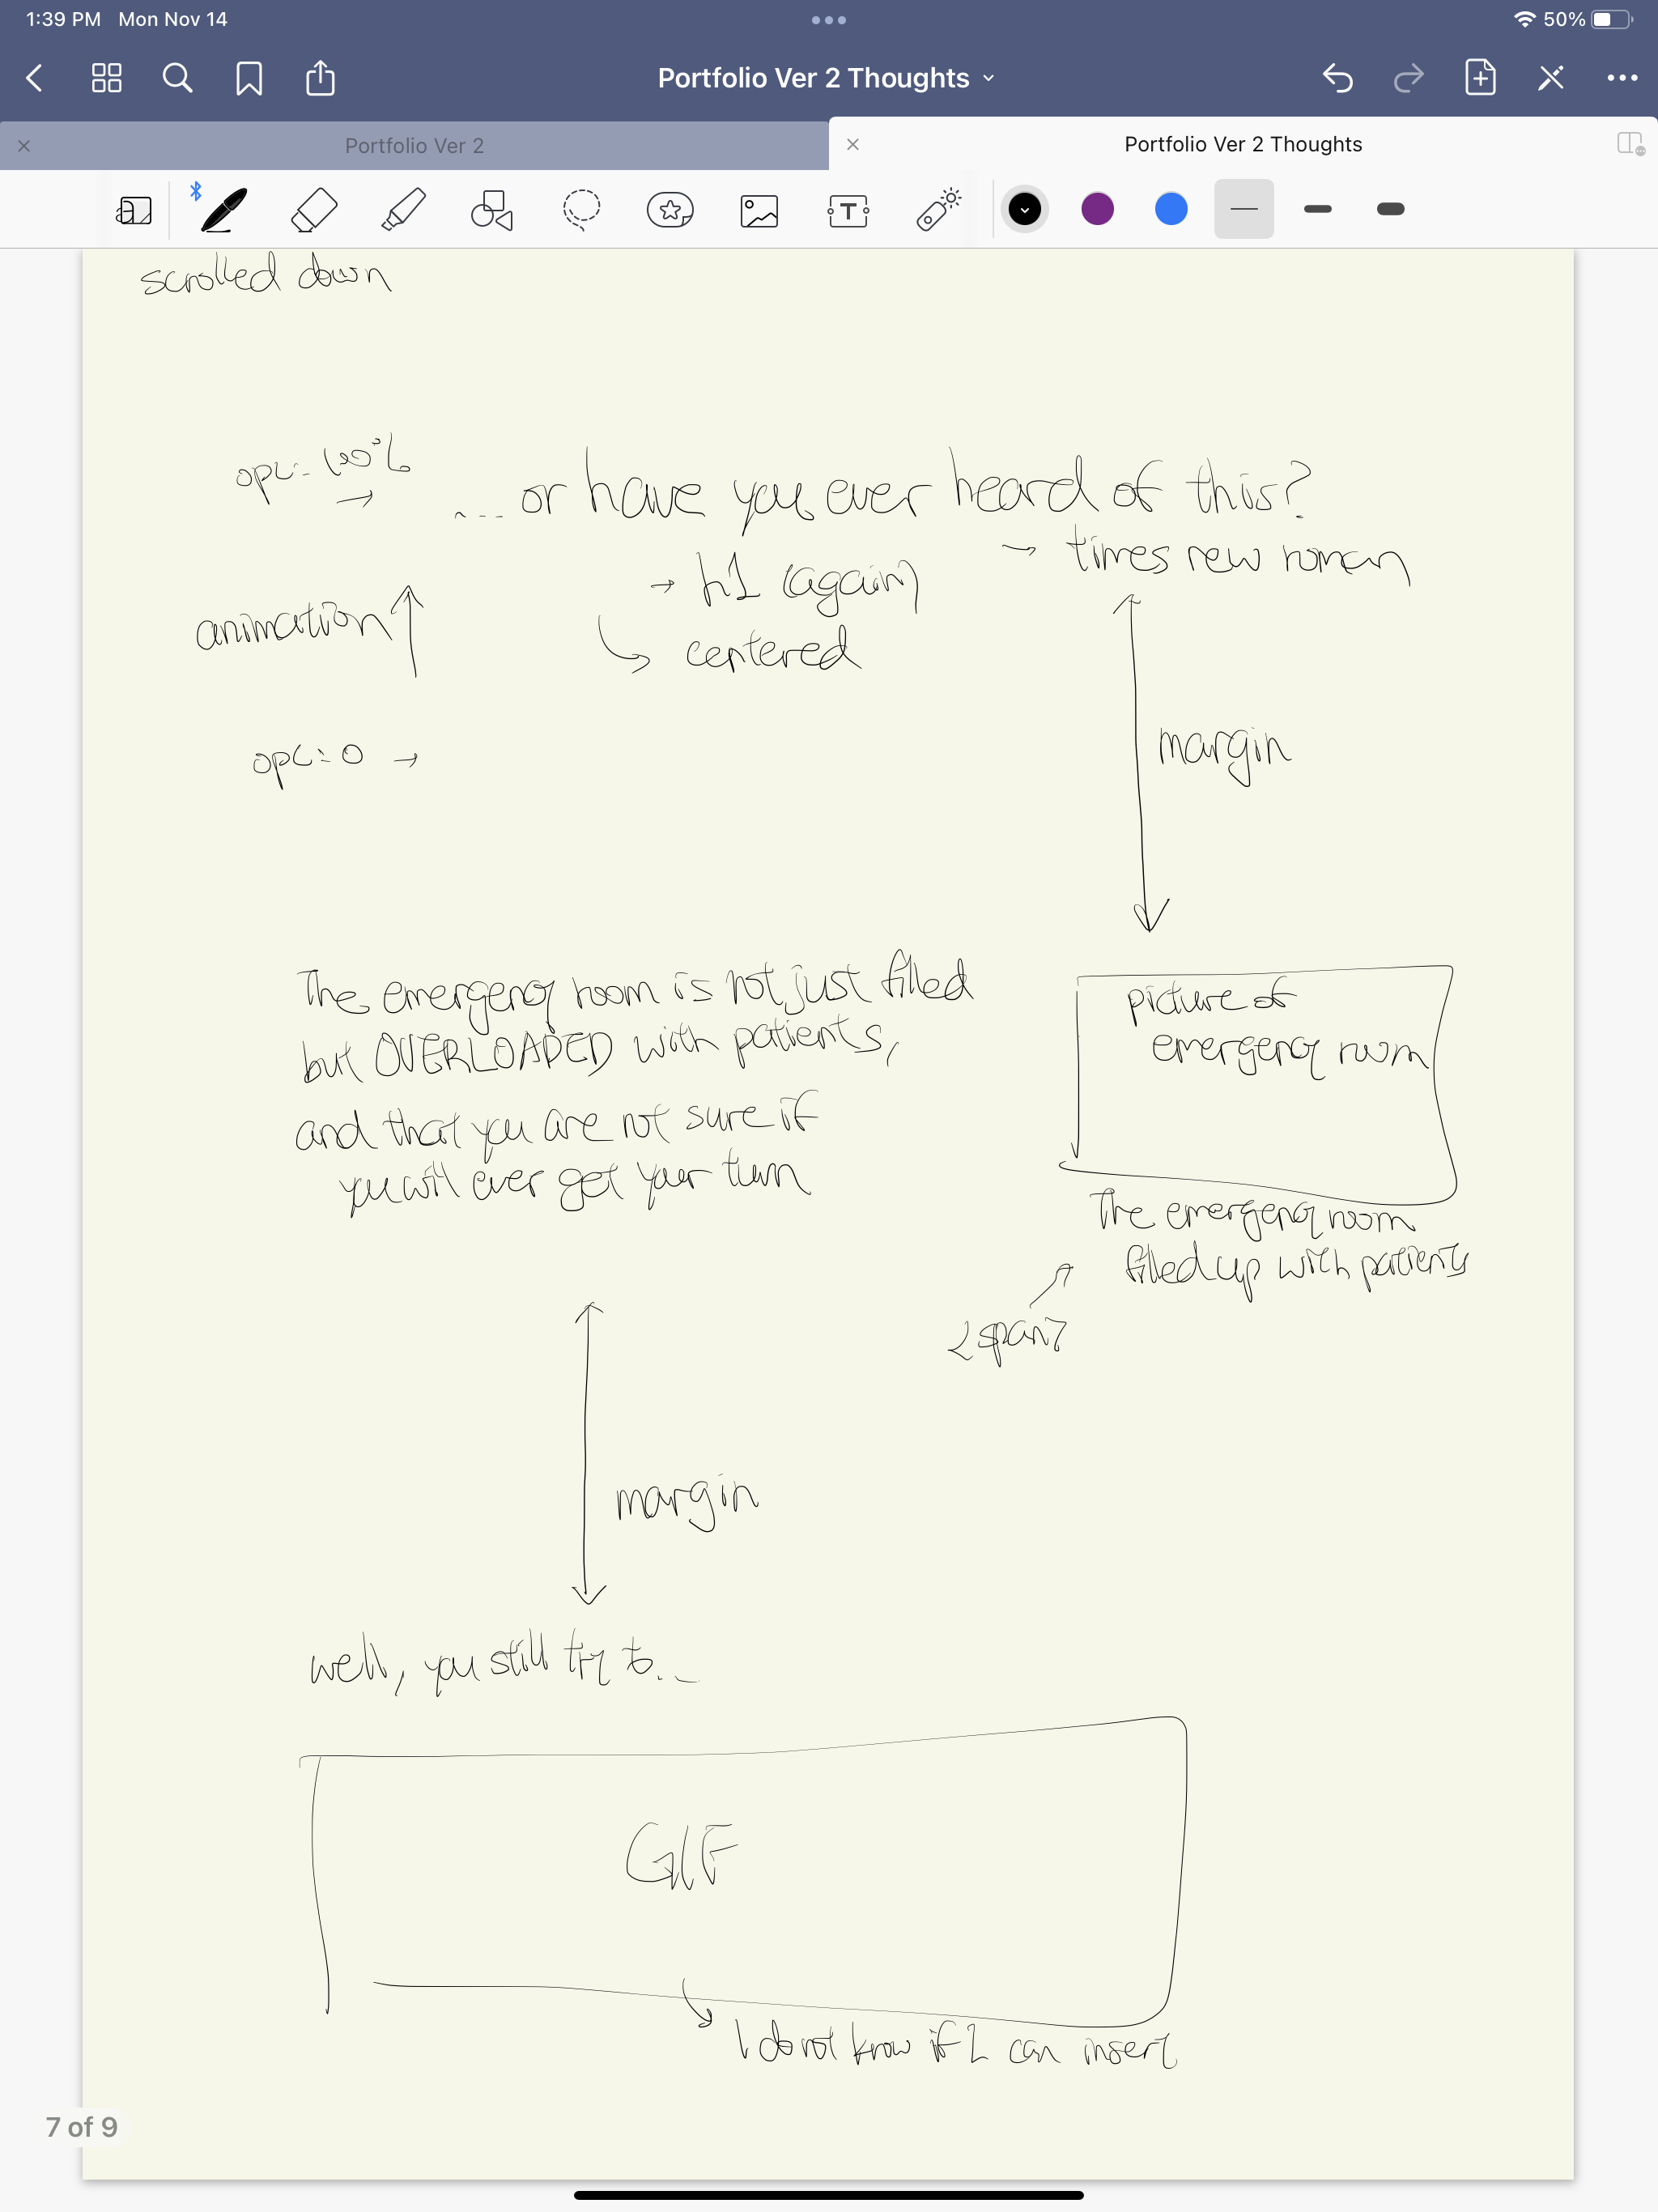 1:39 PM Mon Nov 14
50%
Portfolio Ver 2 Thoughts
Portfolio Ver 2
Portfolio Ver 2 Thoughts
scrolled down
opc = 100%
.... or have you ever heard of this?
→ times new roman
→ h1 (again)
centered
animation ↑
opc = 0 →
margin
The emergency room is not just filled
but OVERLOADED with patients,
and that you are not sure if
you will ever get your turn
picture of
emergency room
The emergency room
filled up with patients
<span>
margin
well, you still try to...
GIF
I do not know if I can insert
7 of 9